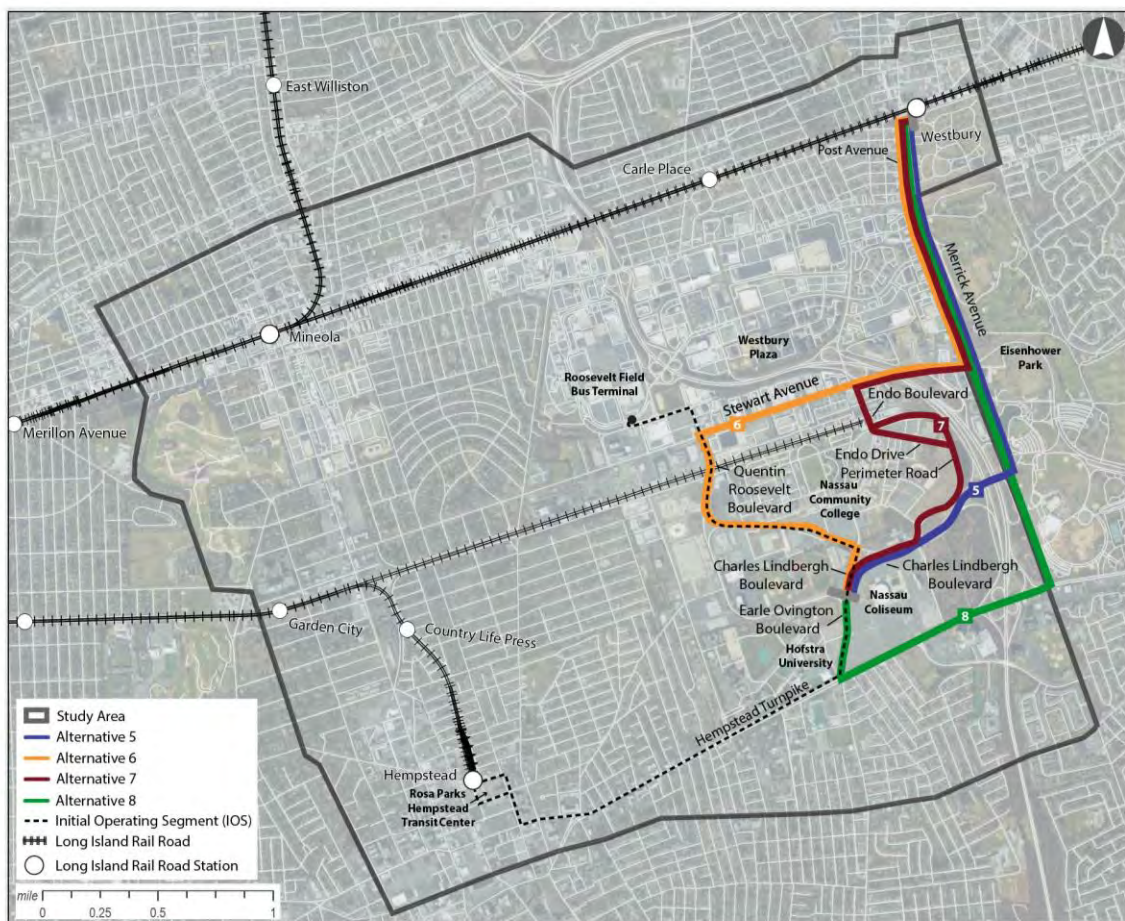 East Williston
Westbury
Post Avenue
Carle Place
Merrick Avenue
Mineola
Westbury
Plaza
Eisenhower
Park
Roosevelt Field
Bus Terminal
Stewart Avenue
Endo Boulevard
Merillon Avenue
6
7
Endo Drive
Perimeter Road
Quentin
Roosevelt
Boulevard
Nassau
Community
College
5
Charles Lindbergh
Boulevard
Charles Lindbergh
Boulevard
Nassau
Coliseum
Earle Ovington
Boulevard
Garden City
Country Life Press
8
Hofstra
University
Hempstead Turnpike
Hempstead
Rosa Parks
Hempstead
Transit Center
Study Area
Alternative 5
Alternative 6
Alternative 7
Alternative 8
Initial Operating Segment (IOS)
Long Island Rail Road
Long Island Rail Road Station
mile
0 0.25 0.5 1